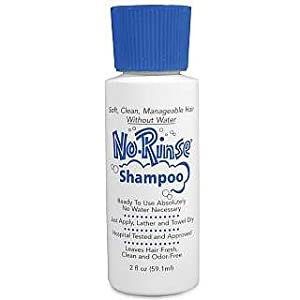 Soft, Clean, Manageable Hair
Without Water
No·Rinse®
Shampoo
Ready To Use Absolutely
No Water Necessary
Just Apply, Lather and Towel Dry
Hospital Tested and Approved
Leaves Hair Fresh,
Clean and Odor-Free
2 fl oz (59.1ml)